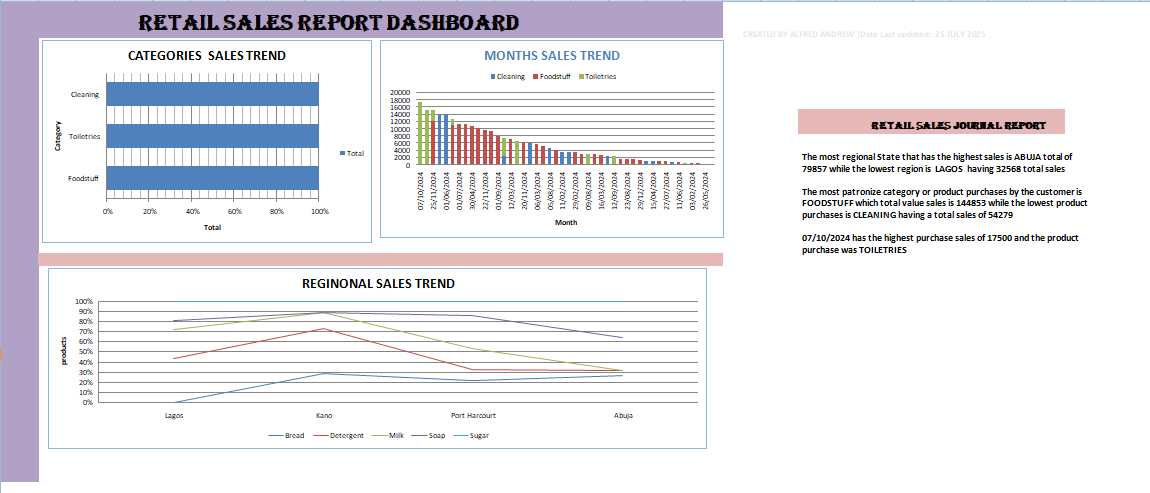 RETAIL SALES REPORT DASHBOARD
CREATED BY ALFRED ANDREW |Date Last updated: 25 JULY 2025
CATEGORIES SALES TREND
Category
Cleaning
Toiletries
Foodstuff
0% 20% 40% 60% 80% 100%
Total
Total
MONTHS SALES TREND
Cleaning Foodstuff Toiletries
20000
18000
16000
14000
12000
10000
8000
6000
4000
2000
0
07/10/2024
25/11/2024
01/06/2024
01/07/2024
30/04/2024
22/11/2024
01/09/2024
12/03/2024
20/11/2024
06/08/2024
05/08/2024
11/02/2024
29/02/2024
09/08/2024
16/03/2024
12/09/2024
23/08/2024
29/12/2024
15/04/2024
27/07/2024
11/06/2024
03/02/2024
26/05/2024
Month
RETAIL SALES JOURNAL REPORT
The most regional State that has the highest sales is ABUJA total of
79857 while the lowest region is LAGOS having 32568 total sales
The most patronize category or product purchases by the customer is
FOODSTUFF which total value sales is 144853 while the lowest product
purchases is CLEANING having a total sales of 54279
07/10/2024 has the highest purchase sales of 17500 and the product
purchase was TOILETRIES
REGINONAL SALES TREND
products
100%
90%
80%
70%
60%
50%
40%
30%
20%
10%
0%
Lagos Kano Port Harcourt Abuja
Bread Detergent Milk Soap Sugar